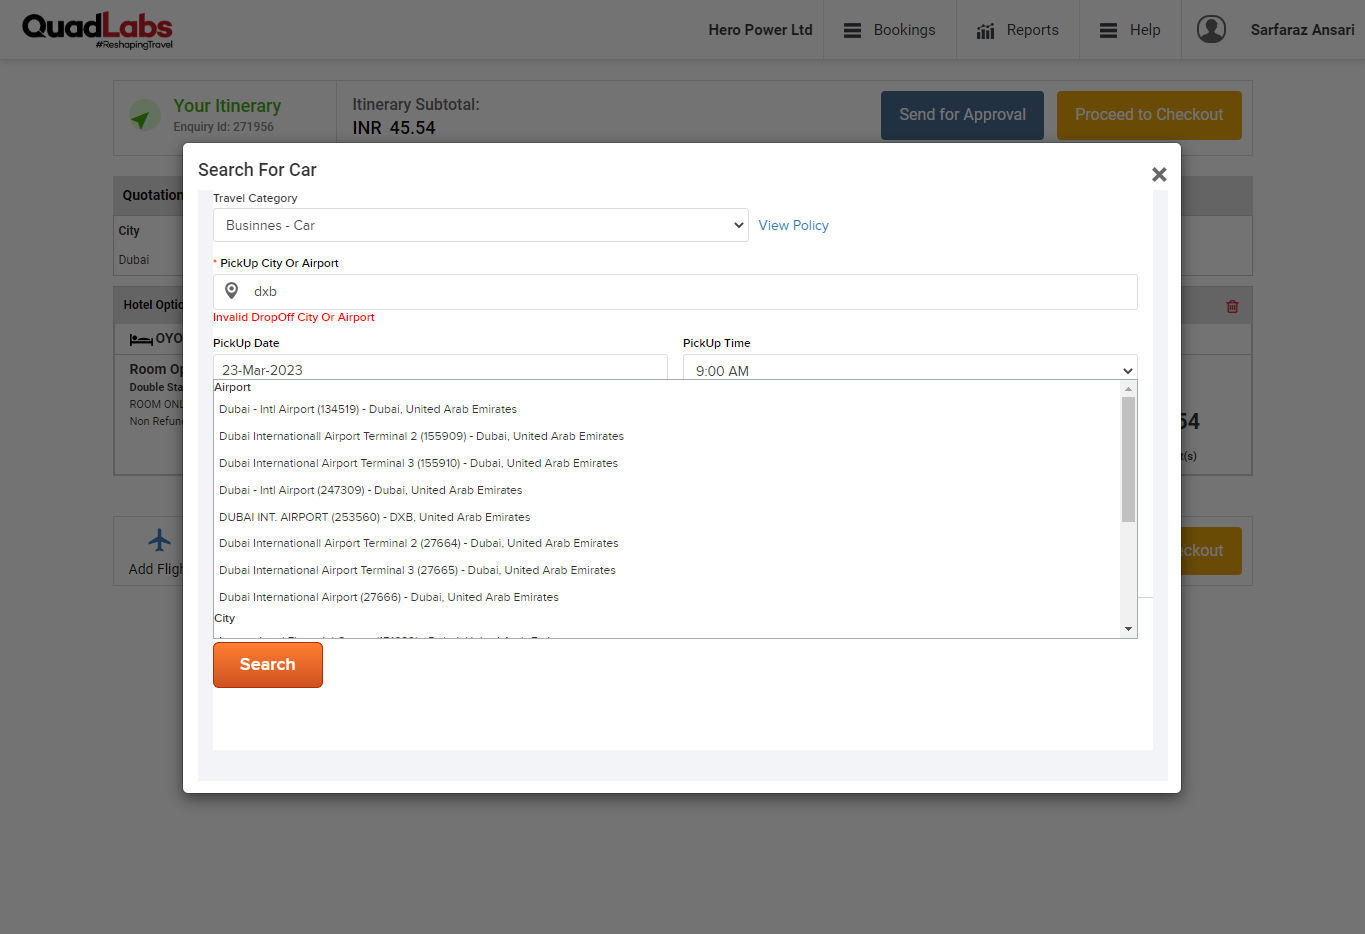 QuadLabs
#ReshapingTravel
Hero Power Ltd
Bookings
Reports
Help
Sarfaraz Ansari
Your Itinerary
Enquiry Id: 271956
Itinerary Subtotal:
INR 45.54
Send for Approval
Proceed to Checkout
Quotation
City
Dubai
Hotel Optio
OYO
Room Op
Double Sta
ROOM ONL
Non Refun
54
t(s)
Add Fligh
eckout
Search For Car
Travel Category
Businnes - Car
View Policy
* PickUp City Or Airport
dxb
Invalid DropOff City Or Airport
PickUp Date
PickUp Time
23-Mar-2023
9:00 AM
Airport
Dubai - Intl Airport (134519) - Dubai, United Arab Emirates
Dubai Internationall Airport Terminal 2 (155909) - Dubai, United Arab Emirates
Dubai International Airport Terminal 3 (155910) - Dubai, United Arab Emirates
Dubai - Intl Airport (247309) - Dubai, United Arab Emirates
DUBAI INT. AIRPORT (253560) - DXB, United Arab Emirates
Dubai Internationall Airport Terminal 2 (27664) - Dubai, United Arab Emirates
Dubai International Airport Terminal 3 (27665) - Dubai, United Arab Emirates
Dubai International Airport (27666) - Dubai, United Arab Emirates
City
Search